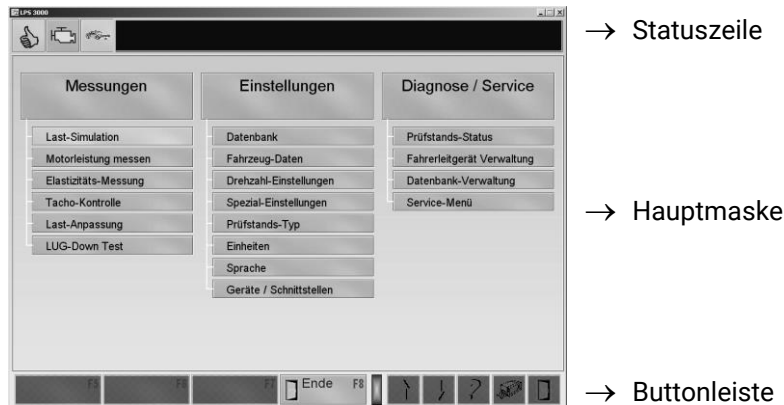 LPS 3000
→ Statuszeile
Messungen
Einstellungen
Diagnose / Service
Last-Simulation
Datenbank
Prüfstands-Status
Motorleistung messen
Fahrzeug-Daten
Fahrerleitgerät Verwaltung
Elastizitäts-Messung
Drehzahl-Einstellungen
Datenbank-Verwaltung
Tacho-Kontrolle
Spezial-Einstellungen
Service-Menü
→ Hauptmaske
Last-Anpassung
Prüfstands-Typ
LUG-Down Test
Einheiten
Sprache
Geräte / Schnittstellen
F5
F6
F7
Ende F8
→ Buttonleiste